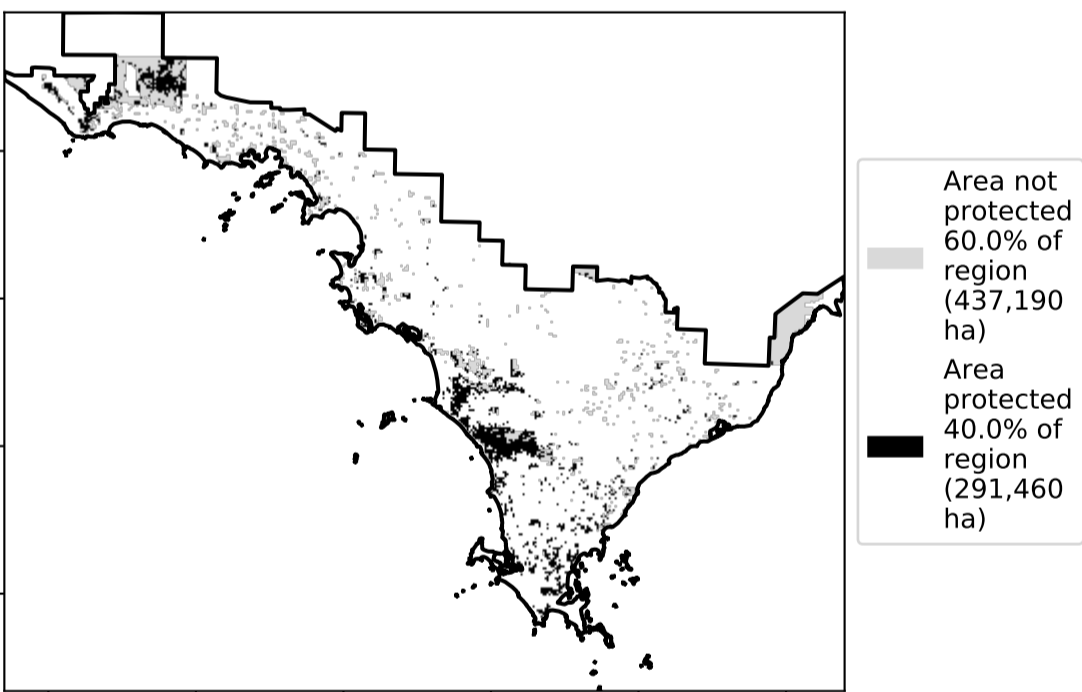 Area not
protected
60.0% of
region
(437,190
ha)
Area
protected
40.0% of
region
(291,460
ha)